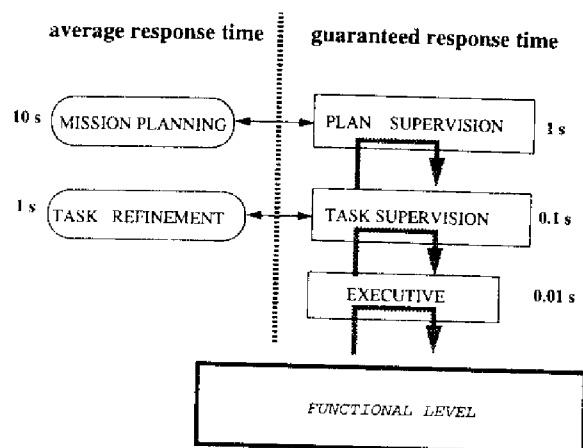 average response time
guaranteed response time
10 s
MISSION PLANNING
PLAN SUPERVISION
1 s
1 s
TASK REFINEMENT
TASK SUPERVISION
0.1 s
EXECUTIVE
0.01 s
FUNCTIONAL LEVEL